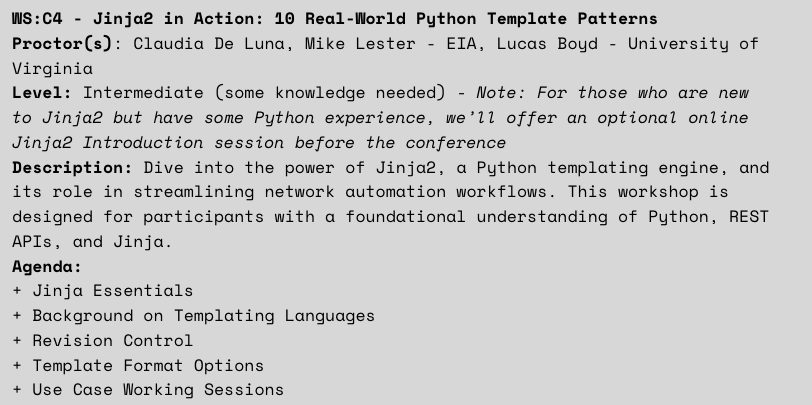 WS:C4 - Jinja2 in Action: 10 Real-World Python Template Patterns
Proctor(s): Claudia De Luna, Mike Lester - EIA, Lucas Boyd - University of
Virginia
Level: Intermediate (some knowledge needed) - Note: For those who are new
to Jinja2 but have some Python experience, we'll offer an optional online
Jinja2 Introduction session before the conference
Description: Dive into the power of Jinja2, a Python templating engine, and
its role in streamlining network automation workflows. This workshop is
designed for participants with a foundational understanding of Python, REST
APIs, and Jinja.
Agenda:
+ Jinja Essentials
+ Background on Templating Languages
+ Revision Control
+ Template Format Options
+ Use Case Working Sessions